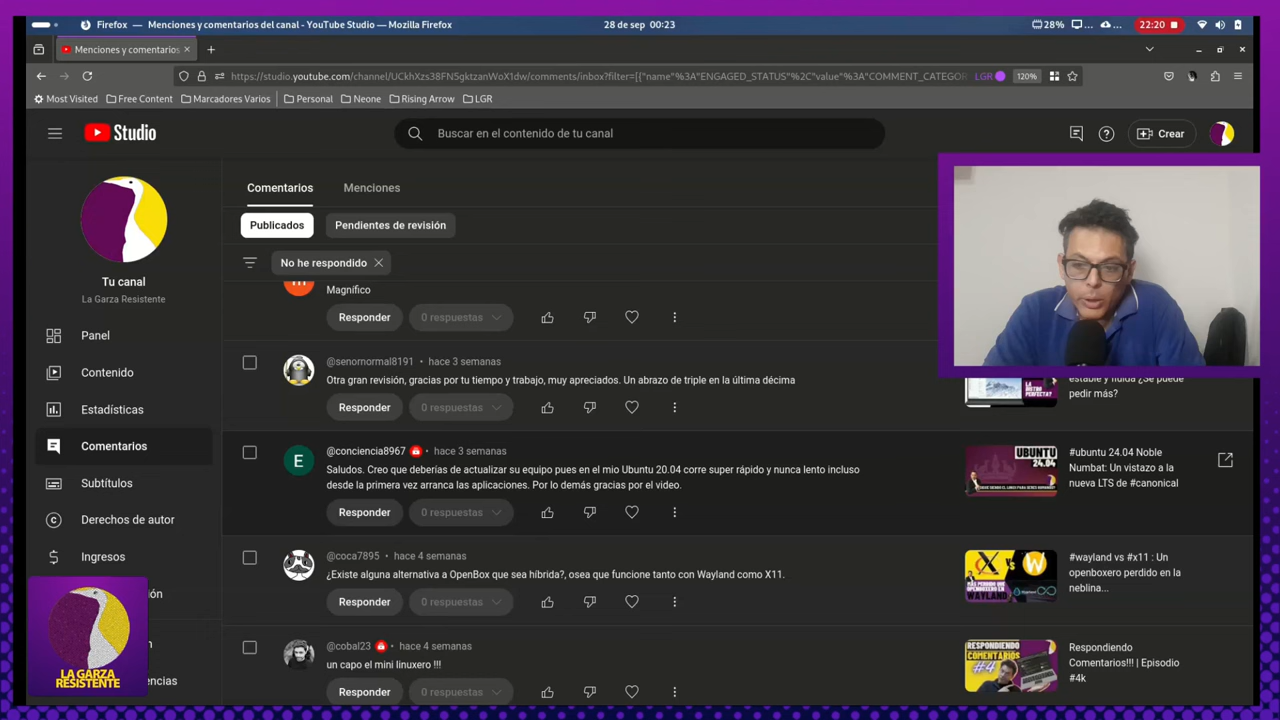 Firefox — Menciones y comentarios del canal - YouTube Studio — Mozilla Firefox
28 de sep 00:23
28%
22:20
Menciones y comentarios
https://studio.youtube.com/channel/UCkhXzs38FN5gktzanWoX1dw/comments/inbox?filter=[{"name"%3A"ENGAGED_STATUS"%2C"value"%3A"COMMENT_CATEGOR
LGR
120%
Most Visited
Free Content
Marcadores Varios
Personal
Neone
Rising Arrow
LGR
Studio
Buscar en el contenido de tu canal
Crear
Tu canal
La Garza Resistente
Panel
Contenido
Estadísticas
Comentarios
Subtítulos
Derechos de autor
Ingresos
LA GARZA
RESISTENTE
Comentarios
Menciones
Publicados
Pendientes de revisión
No he respondido
Magnífico
Responder
0 respuestas
@senornormal8191 • hace 3 semanas
Otra gran revisión, gracias por tu tiempo y trabajo, muy apreciados. Un abrazo de triple en la última décima
Responder
0 respuestas
estable y fluida ¿Se puede
pedir más?
@conciencia8967 • hace 3 semanas
Saludos. Creo que deberías de actualizar su equipo pues en el mio Ubuntu 20.04 corre super rápido y nunca lento incluso
desde la primera vez arranca las aplicaciones. Por lo demás gracias por el video.
Responder
0 respuestas
UBUNTU
24.04
#ubuntu 24.04 Noble
Numbat: Un vistazo a la
nueva LTS de #canonical
@coca7895 • hace 4 semanas
¿Existe alguna alternativa a OpenBox que sea híbrida?, osea que funcione tanto con Wayland como X11.
Responder
0 respuestas
#wayland vs #x11 : Un
openboxero perdido en la
neblina...
@cobal23 • hace 4 semanas
un capo el mini linuxero !!!
Responder
0 respuestas
RESPONDIENDO
COMENTARIOS
#4
Respondiendo
Comentarios!!! | Episodio
#4k